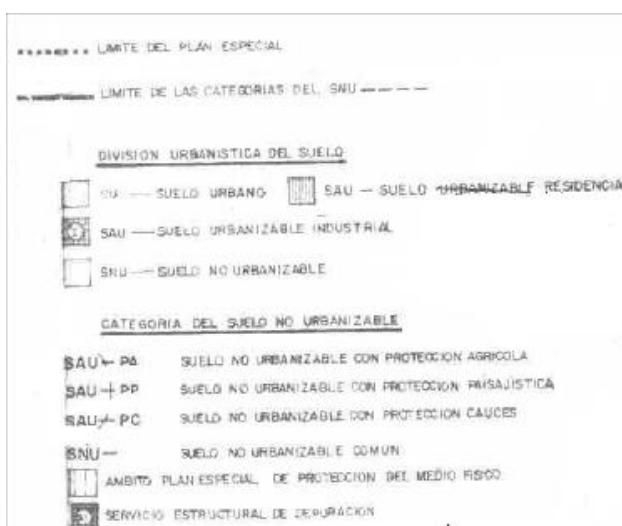 LIMITE DEL PLAN ESPECIAL
LIMITE DE LAS CATEGORIAS DEL SNU
DIVISION URBANISTICA DEL SUELO
SU — SUELO URBANO SAU — SUELO URBANIZABLE RESIDENCIA
SAU — SUELO URBANIZABLE INDUSTRIAL
SNU — SUELO NO URBANIZABLE
CATEGORIA DEL SUELO NO URBANIZABLE
SAU — PA SUELO NO URBANIZABLE CON PROTECCION AGRICOLA
SAU — PP SUELO NO URBANIZABLE CON PROTECCION PAISAJISTICA
SAU — PC SUELO NO URBANIZABLE CON PROTECCION CAUCES
SNU — SUELO NO URBANIZABLE COMUN
AMBITO PLAN ESPECIAL DE PROTECCION DEL MEDIO FISICO
SERVICIO ESTRUCTURAL DE DEPURACION